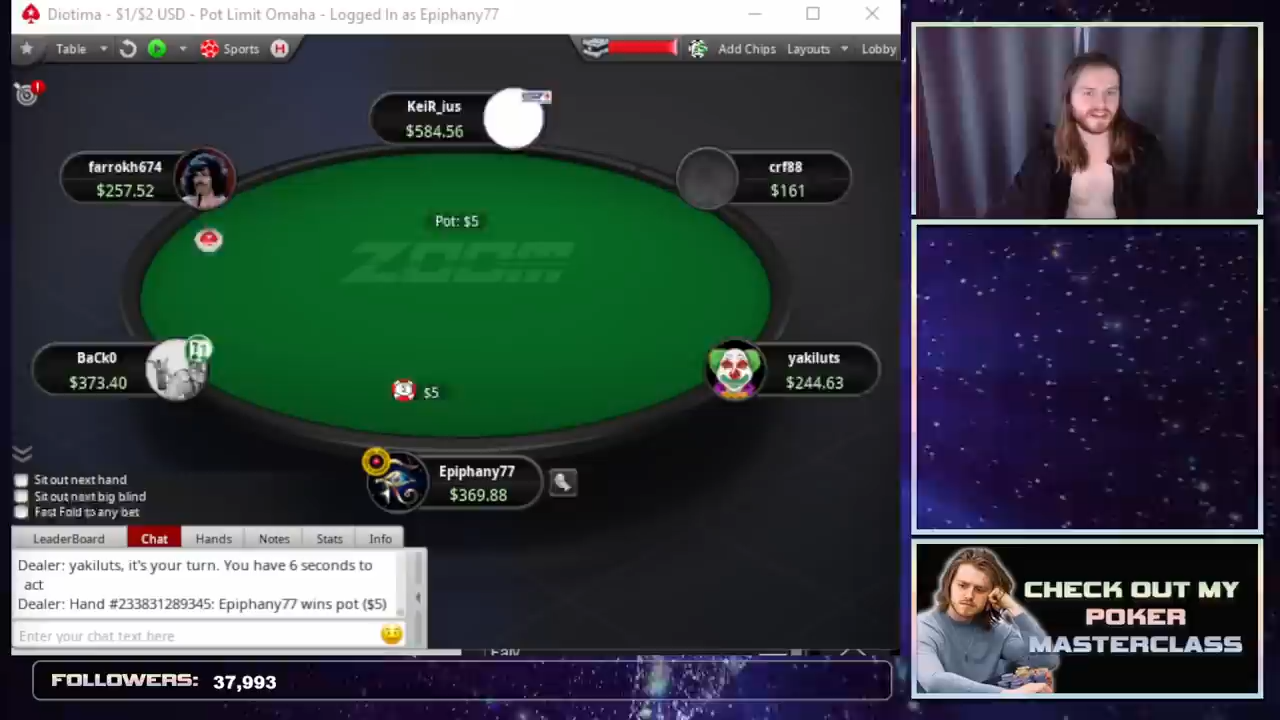 Diotima - $1/$2 USD - Pot Limit Omaha - Logged In as Epiphany77
Table
Sports
H
Add Chips
Layouts
Lobby
KeiR_ius
$584.56
farrokh674
$257.52
crf88
$161
Pot: $5
ZOOM
BaCk0
$373.40
yakiluts
$244.63
$5
Epiphany77
$369.88
Sit out next hand
Sit out next big blind
Fast Fold to any bet
LeaderBoard
Chat
Hands
Notes
Stats
Info
Dealer: yakiluts, it's your turn. You have 6 seconds to
act
Dealer: Hand #233831289345: Epiphany77 wins pot ($5)
Enter your chat text here
FOLLOWERS: 37,993
CHECK OUT MY
POKER
MASTERCLASS